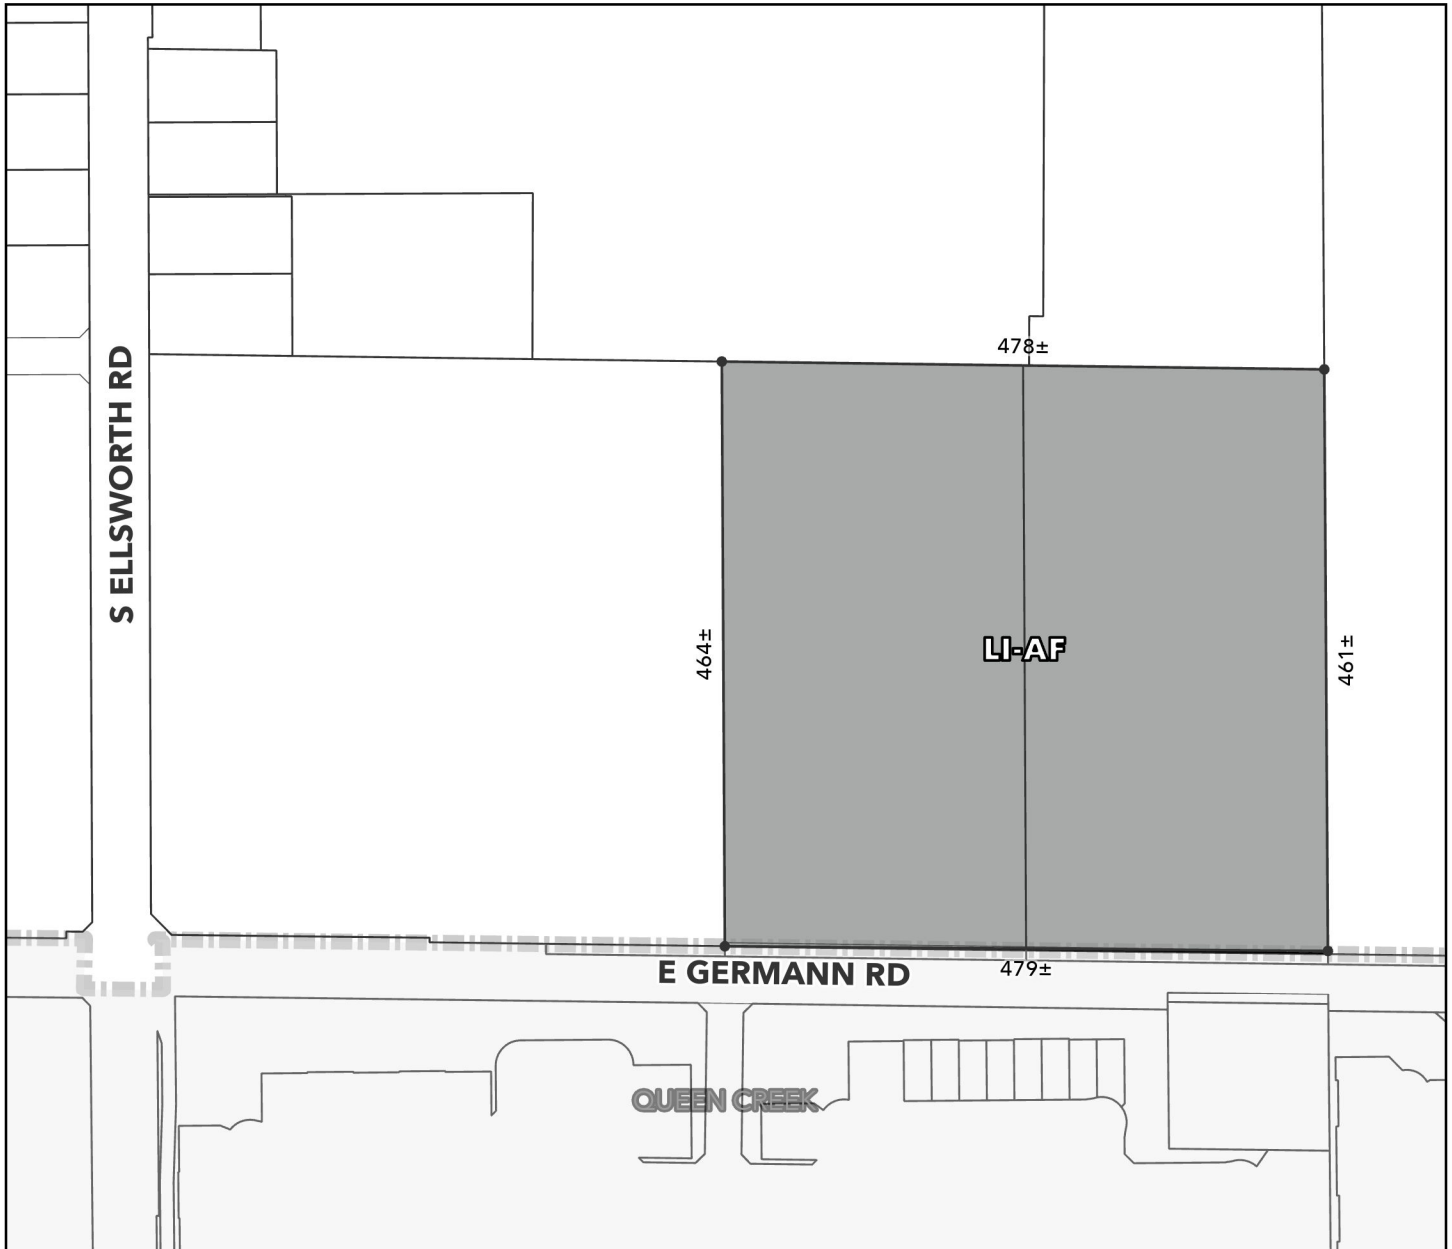 478±
S ELLSWORTH RD
464±
LI-AF
461±
E GERMANN RD
479±
QUEEN CREEK